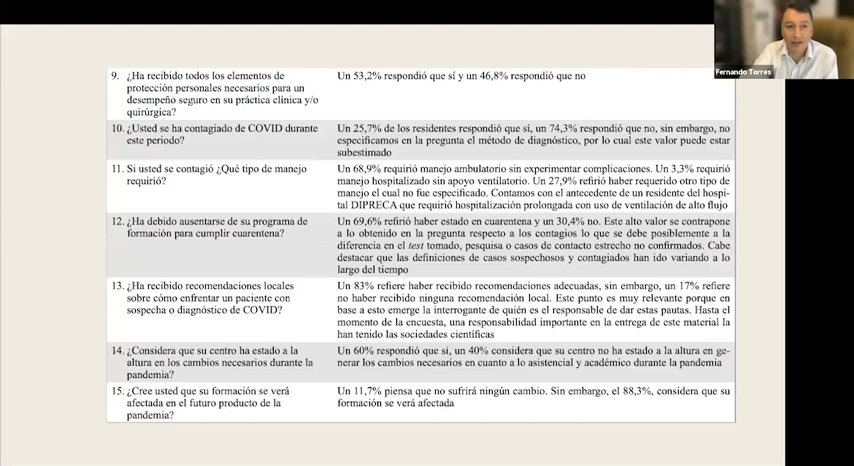 Fernando Torres
9. ¿Ha recibido todos los elementos de
protección personales necesarios para un
desempeño seguro en su práctica clínica y/o
quirúrgica?
Un 53,2% respondió que sí y un 46,8% respondió que no
10. ¿Usted se ha contagiado de COVID durante
este periodo?
Un 25,7% de los residentes respondió que sí, un 74,3% respondió que no, sin embargo, no
especificamos en la pregunta el método de diagnóstico, por lo cual este valor puede estar
subestimado
11. Si usted se contagió ¿Qué tipo de manejo
requirió?
Un 68,9% requirió manejo ambulatorio sin experimentar complicaciones. Un 3,3% requirió
manejo hospitalizado sin apoyo ventilatorio. Un 27,9% refirió haber requerido otro tipo de
manejo el cual no fue especificado. Contamos con el antecedente de un residente del hospi-
tal DIPRECA que requirió hospitalización prolongada con uso de ventilación de alto flujo
12. ¿Ha debido ausentarse de su programa de
formación para cumplir cuarentena?
Un 69,6% refirió haber estado en cuarentena y un 30,4% no. Este alto valor se contrapone
a lo obtenido en la pregunta respecto a los contagios lo que se debe posiblemente a la
diferencia en el test tomado, pesquisa o casos de contacto estrecho no confirmados. Cabe
destacar que las definiciones de casos sospechosos y contagiados han ido variando a lo
largo del tiempo
13. ¿Ha recibido recomendaciones locales
sobre cómo enfrentar un paciente con
sospecha o diagnóstico de COVID?
Un 83% refiere haber recibido recomendaciones adecuadas, sin embargo, un 17% refiere
no haber recibido ninguna recomendación local. Este punto es muy relevante porque en
base a esto emerge la interrogante de quién es el responsable de dar estas pautas. Hasta el
momento de la encuesta, una responsabilidad importante en la entrega de este material la
han tenido las sociedades científicas
14. ¿Considera que su centro ha estado a la
altura en los cambios necesarios durante la
pandemia?
Un 60% respondió que sí, un 40% considera que su centro no ha estado a la altura en ge-
nerar los cambios necesarios en cuanto a lo asistencial y académico durante la pandemia
15. ¿Cree usted que su formación se verá
afectada en el futuro producto de la
pandemia?
Un 11,7% piensa que no sufrirá ningún cambio. Sin embargo, el 88,3%, considera que su
formación se verá afectada